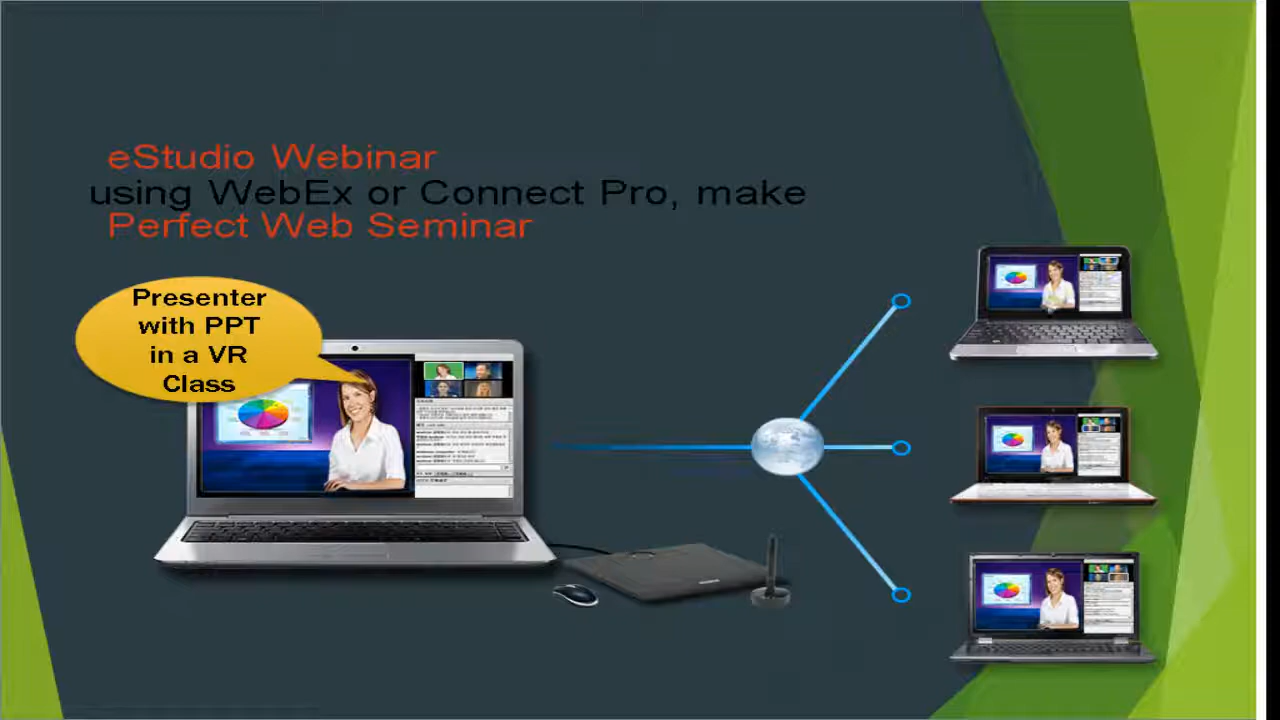 eStudio Webinar
using WebEx or Connect Pro, make
Perfect Web Seminar
Presenter
with PPT
in a VR
Class